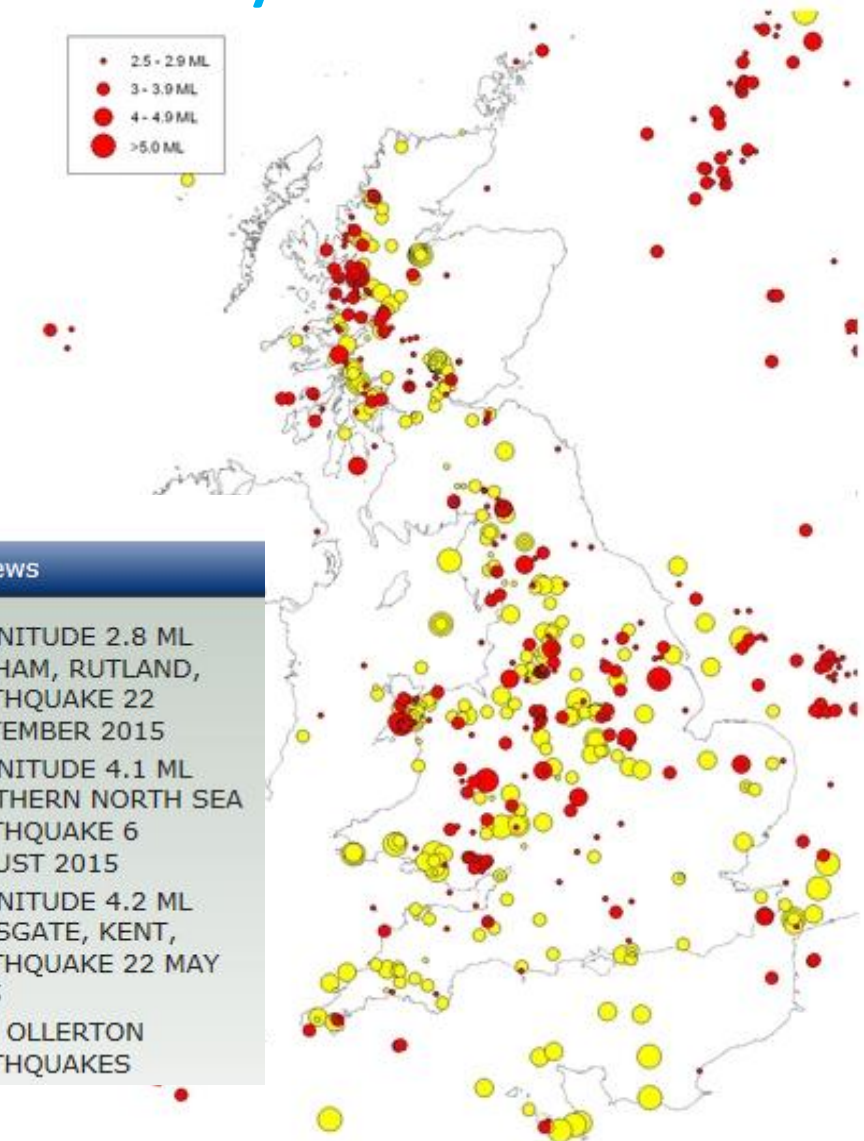 2.5 - 2.9 ML
3 - 3.9 ML
4 - 4.9 ML
>5.0 ML
ews
NITUDE 2.8 ML
HAM, RUTLAND,
THQUAKE 22
TEMBER 2015
NITUDE 4.1 ML
THERN NORTH SEA
THQUAKE 6
UST 2015
NITUDE 4.2 ML
SGATE, KENT,
THQUAKE 22 MAY
OLLERTON
THQUAKES